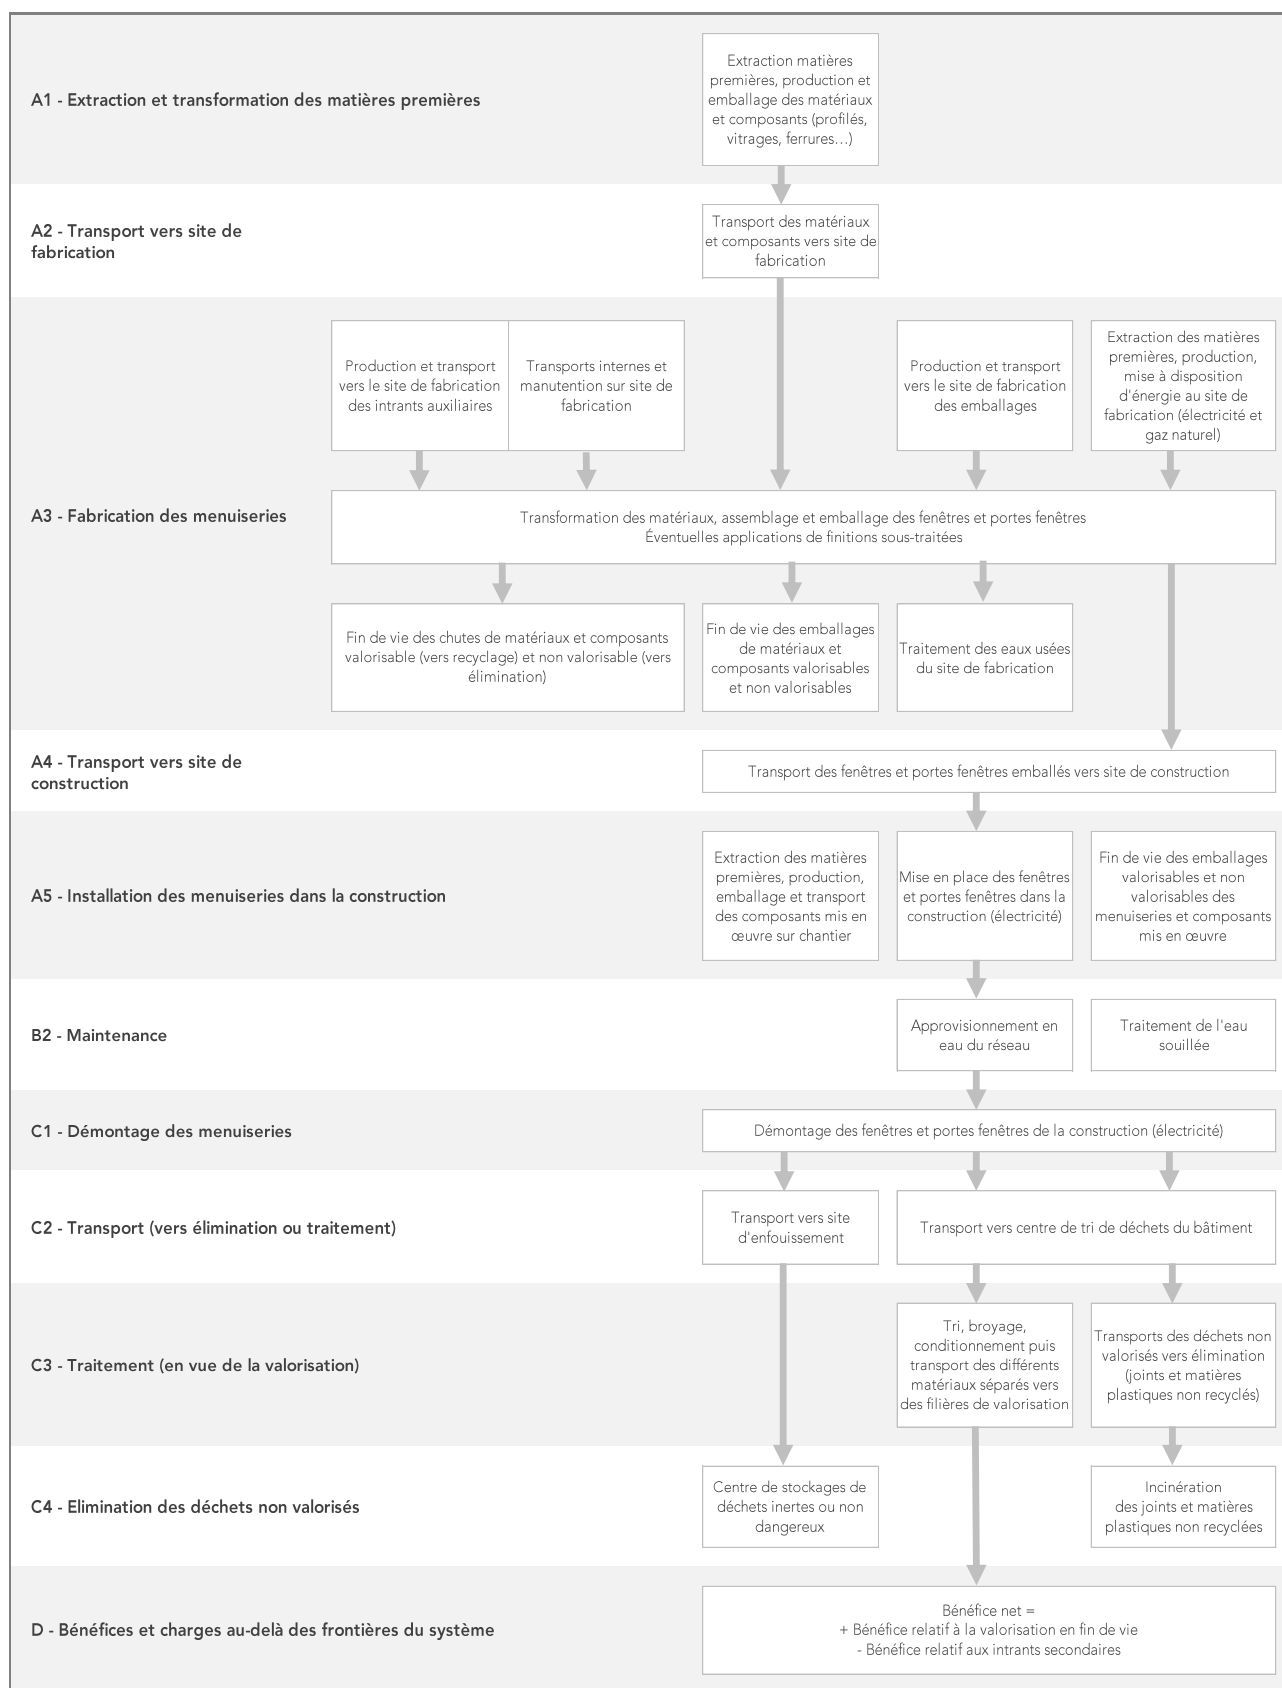 A1 - Extraction et transformation des matières premières
Extraction matières
premières, production et
emballage des matériaux
et composants (profilés,
vitrages, ferrures...)
A2 - Transport vers site de
fabrication
Transport des matériaux
et composants vers site de
fabrication
A3 - Fabrication des menuiseries
Production et transport
vers le site de fabrication
des intrants auxiliaires
Transports internes et
manutention sur site de
fabrication
Production et transport
vers le site de fabrication
des emballages
Extraction des matières
premières, production,
mise à disposition
d'énergie au site de
fabrication (électricité et
gaz naturel)
Transformation des matériaux, assemblage et emballage des fenêtres et portes fenêtres
Éventuelles applications de finitions sous-traitées
Fin de vie des chutes de matériaux et composants
valorisable (vers recyclage) et non valorisable (vers
élimination)
Fin de vie des emballages
de matériaux et
composants valorisables
et non valorisables
Traitement des eaux usées
du site de fabrication
A4 - Transport vers site de
construction
Transport des fenêtres et portes fenêtres emballés vers site de construction
A5 - Installation des menuiseries dans la construction
Extraction des matières
premières, production,
emballage et transport
des composants mis en
œuvre sur chantier
Mise en place des fenêtres
et portes fenêtres dans la
construction (électricité)
Fin de vie des emballages
valorisables et non
valorisables des
menuiseries et composants
mis en œuvre
B2 - Maintenance
Approvisionnement en
eau du réseau
Traitement de l'eau
souillée
C1 - Démontage des menuiseries
Démontage des fenêtres et portes fenêtres de la construction (électricité)
C2 - Transport (vers élimination ou traitement)
Transport vers site
d'enfouissement
Transport vers centre de tri de déchets du bâtiment
C3 - Traitement (en vue de la valorisation)
Tri, broyage,
conditionnement puis
transport des différents
matériaux séparés vers
des filières de valorisation
Transports des déchets non
valorisés vers élimination
(joints et matières
plastiques non recyclés)
C4 - Elimination des déchets non valorisés
Centre de stockages de
déchets inertes ou non
dangereux
Incinération
des joints et matières
plastiques non recyclées
D - Bénéfices et charges au-delà des frontières du système
Bénéfice net =
+ Bénéfice relatif à la valorisation en fin de vie
- Bénéfice relatif aux intrants secondaires